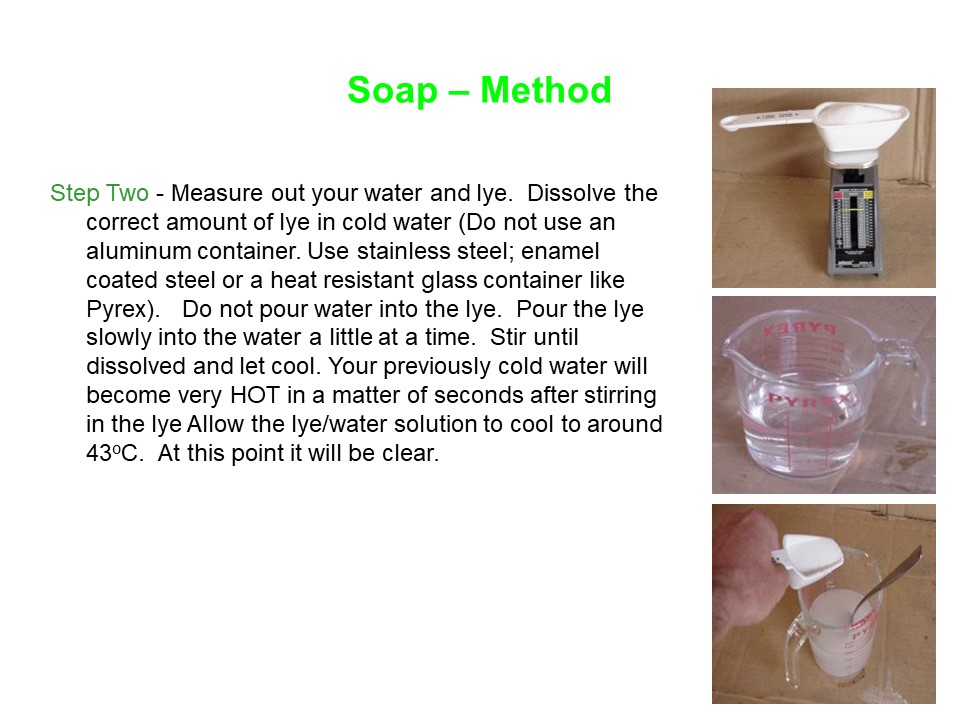 Soap – Method
Step Two - Measure out your water and lye.  Dissolve the
correct amount of lye in cold water (Do not use an
aluminum container. Use stainless steel; enamel
coated steel or a heat resistant glass container like
Pyrex).   Do not pour water into the lye.  Pour the lye
slowly into the water a little at a time.  Stir until
dissolved and let cool. Your previously cold water will
become very HOT in a matter of seconds after stirring
in the lye Allow the lye/water solution to cool to around
43ºC.  At this point it will be clear.
PYREX
PYREX